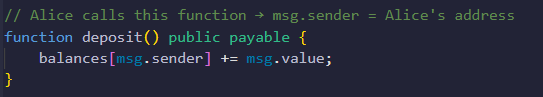 // Alice calls this function → msg.sender = Alice's address
function deposit() public payable {
    balances[msg.sender] += msg.value;
}